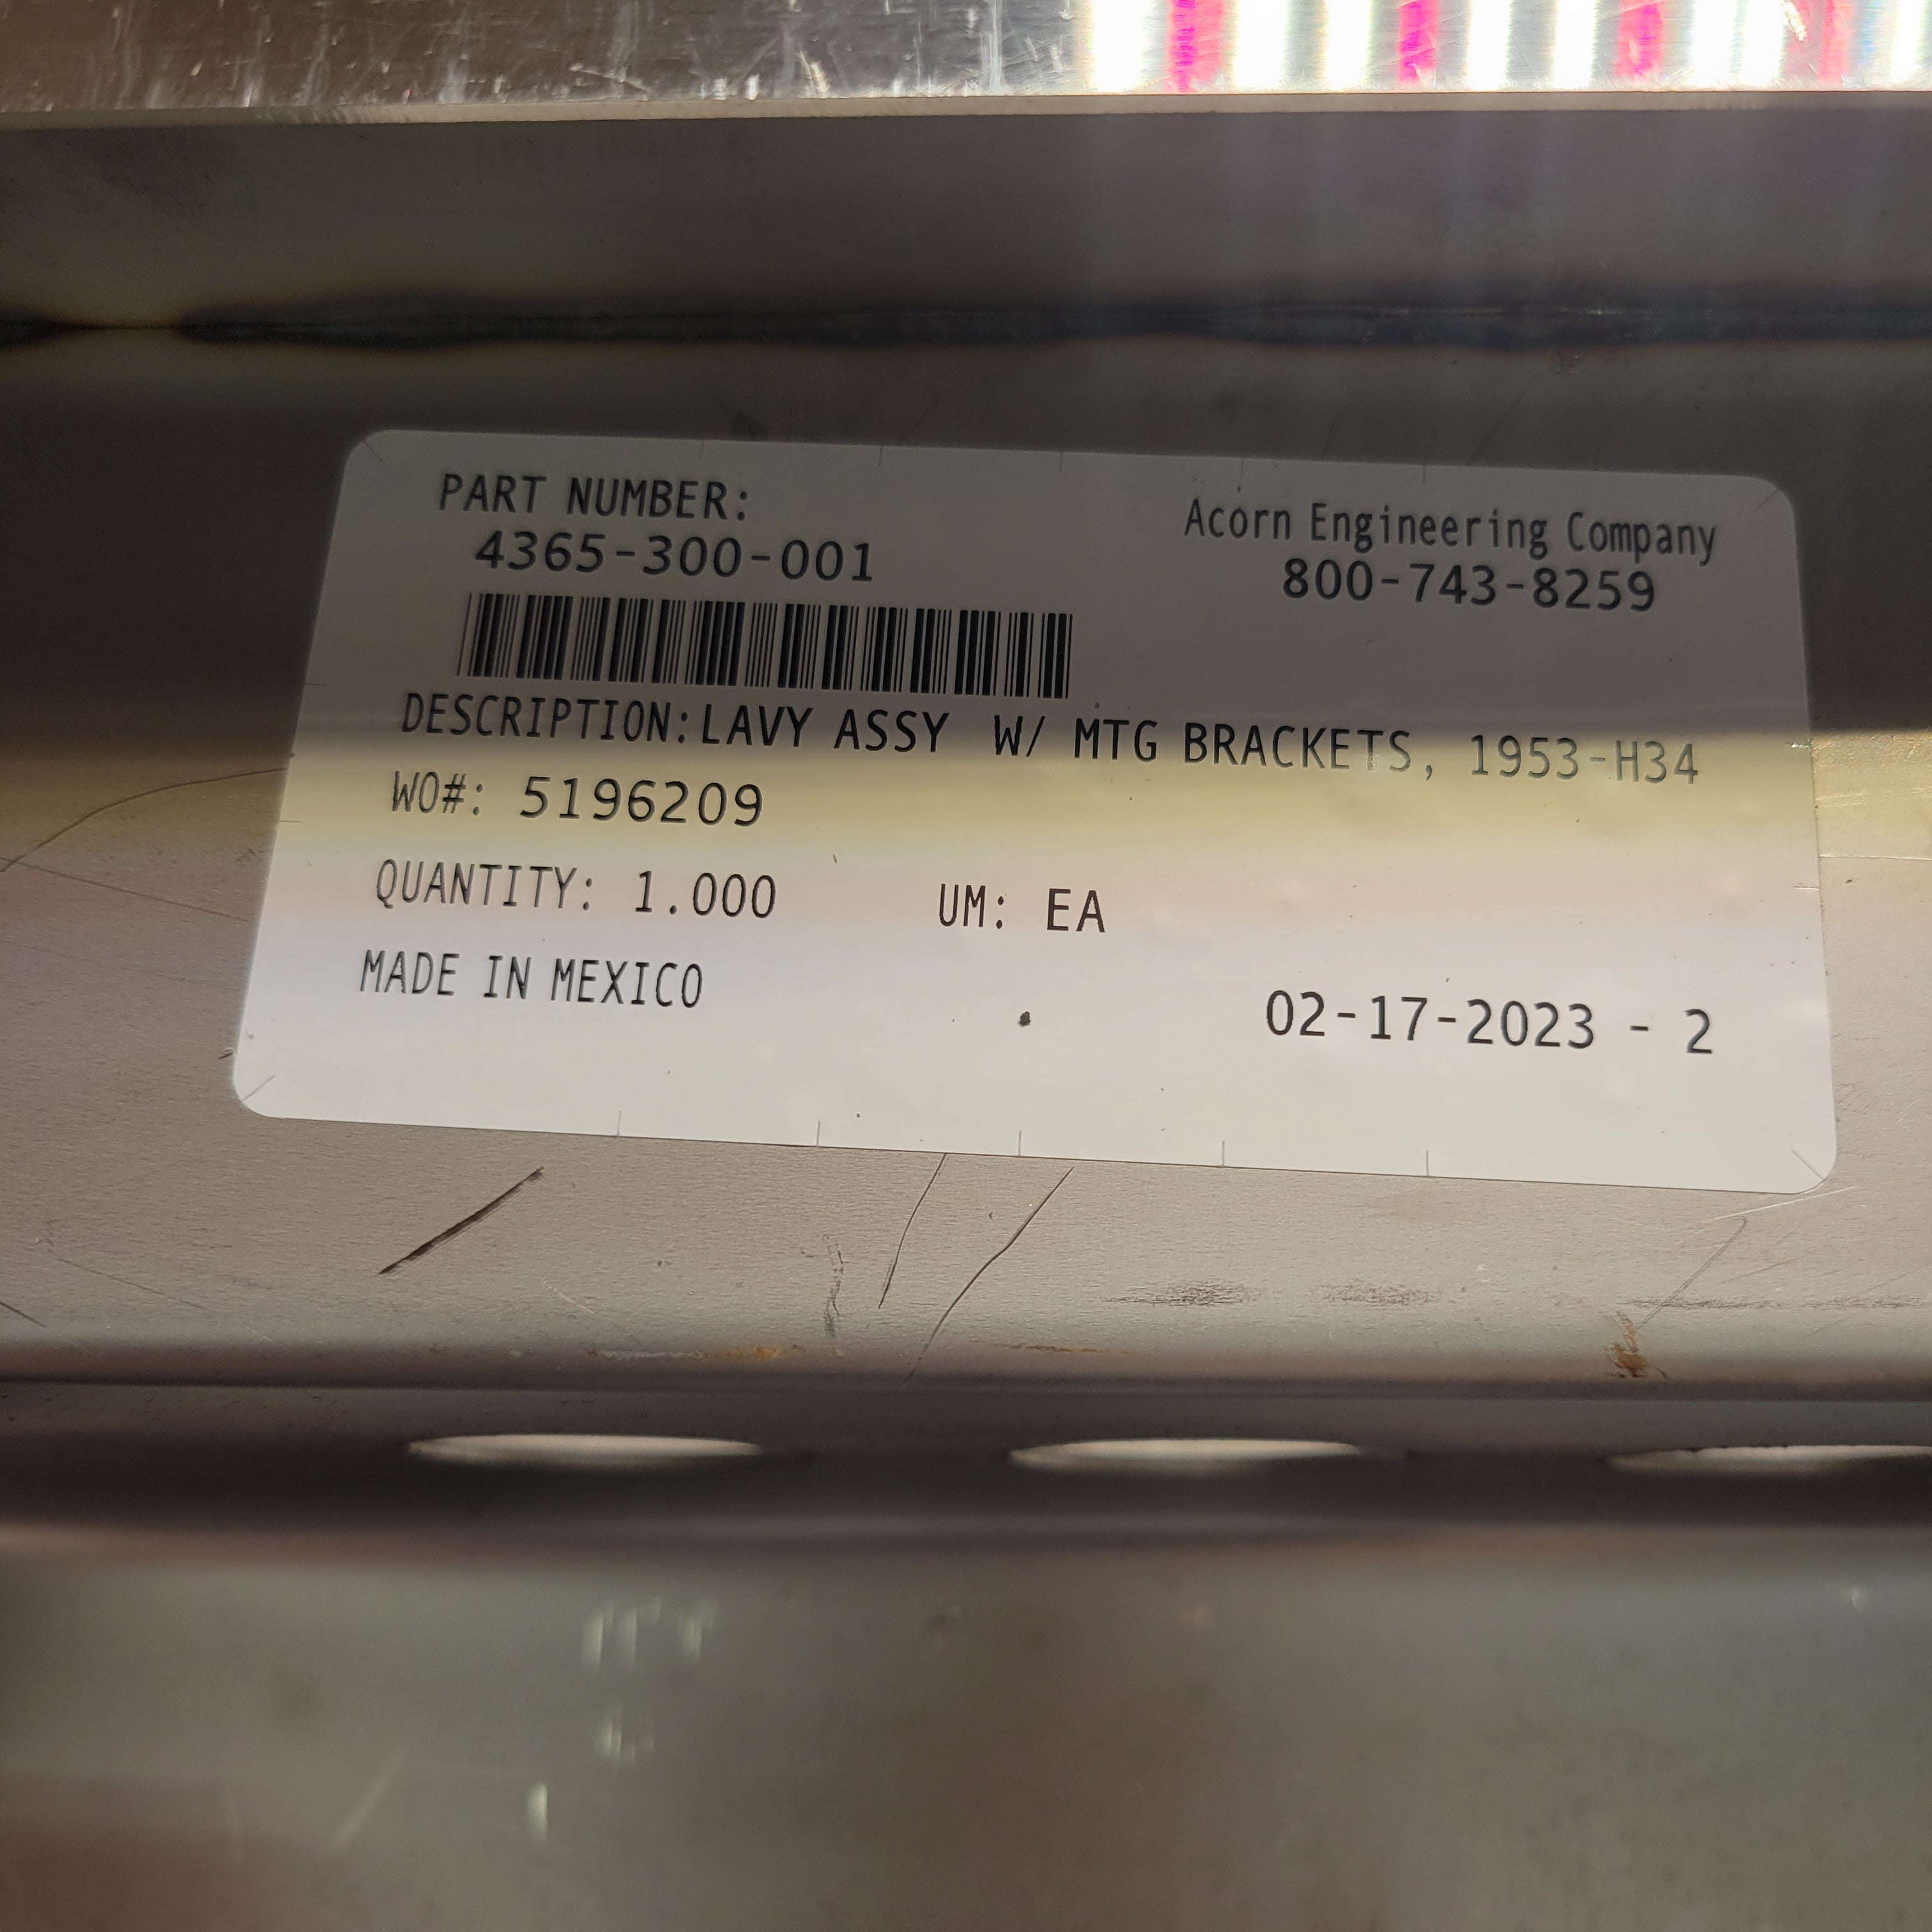 PART NUMBER:
4365-300-001
Acorn Engineering Company
800-743-8259
DESCRIPTION: LAVY ASSY W/ MTG BRACKETS, 1953-H34
WO#: 5196209
QUANTITY: 1.000 UM: EA
MADE IN MEXICO
02-17-2023 - 2